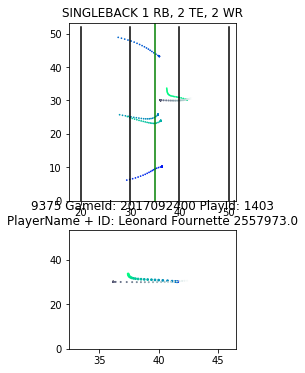 SINGLEBACK 1 RB, 2 TE, 2 WR
50
40
30
20
10
0
20 30 40 50
9375 GameId: 2017092400 PlayId: 1403
PlayerName + ID: Leonard Fournette 2557973.0
40
20
0
35 40 45